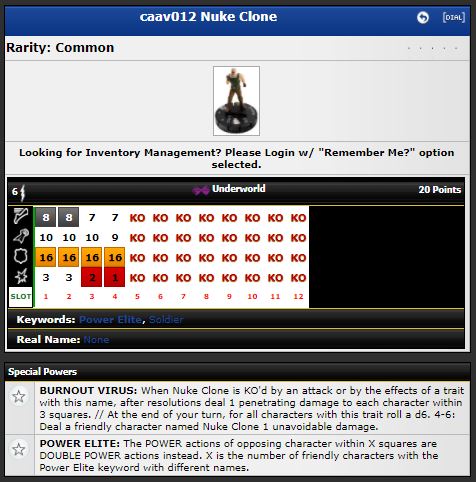 caav012 Nuke Clone
[DIAL]
Rarity: Common
Looking for Inventory Management? Please Login w/ "Remember Me?" option
selected.
6 Underworld 20 Points
8 8 7 7 KO KO KO KO KO KO KO KO
10 10 10 9 KO KO KO KO KO KO KO KO
16 16 16 16 KO KO KO KO KO KO KO KO
3 3 2 1 KO KO KO KO KO KO KO KO
SLOT 1 2 3 4 5 6 7 8 9 10 11 12
Keywords: Power Elite, Soldier
Real Name: None
Special Powers
BURNOUT VIRUS: When Nuke Clone is KO'd by an attack or by the effects of a trait
with this name, after resolutions deal 1 penetrating damage to each character within
3 squares. // At the end of your turn, for all characters with this trait roll a d6. 4-6:
Deal a friendly character named Nuke Clone 1 unavoidable damage.
POWER ELITE: The POWER actions of opposing character within X squares are
DOUBLE POWER actions instead. X is the number of friendly characters with the
Power Elite keyword with different names.